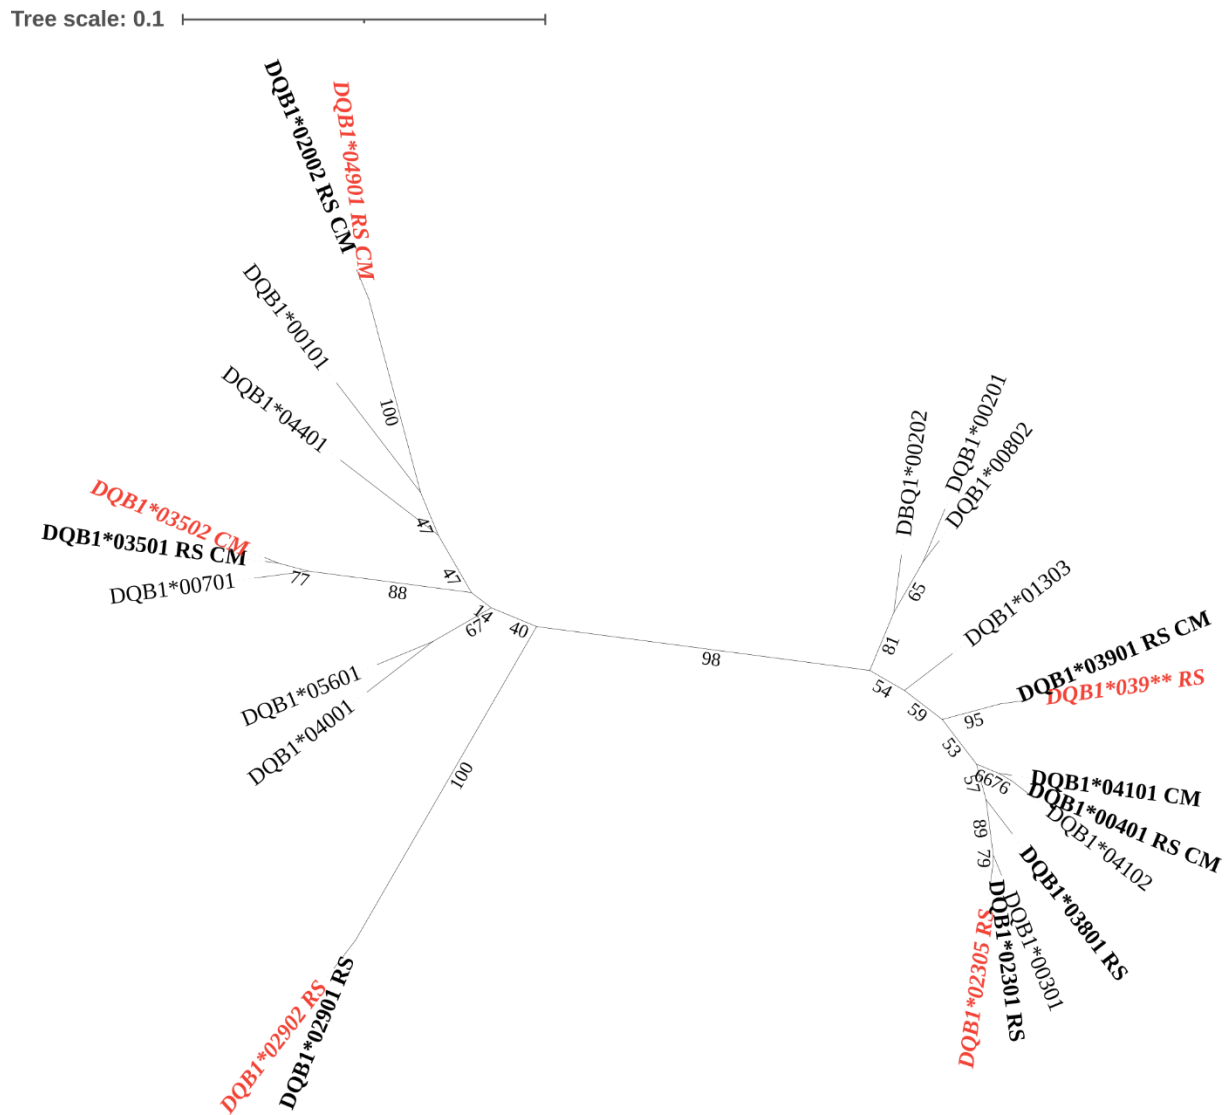 Tree scale: 0.1
DQB1*02002 RS CM
DQB1*04901 RS CM
DQB1*00101
DQB1*04401
100
47
DQB1*03502 CM
DQB1*03501 RS CM
DQB1*00701
77
88
47
14
67
40
DQB1*05601
DQB1*04001
100
DQB1*02902 RS
DQB1*02901 RS
98
DBQ1*00202
DQB1*00201
DQB1*00802
65
81
DQB1*01303
54
59
DQB1*03901 RS CM
DQB1*039** RS
95
53
DQB1*04101 CM
DQB1*00401 RS CM
DQB1*04102
66
76
57
DQB1*03801 RS
89
79
DQB1*00301
DQB1*02301 RS
DQB1*02305 RS